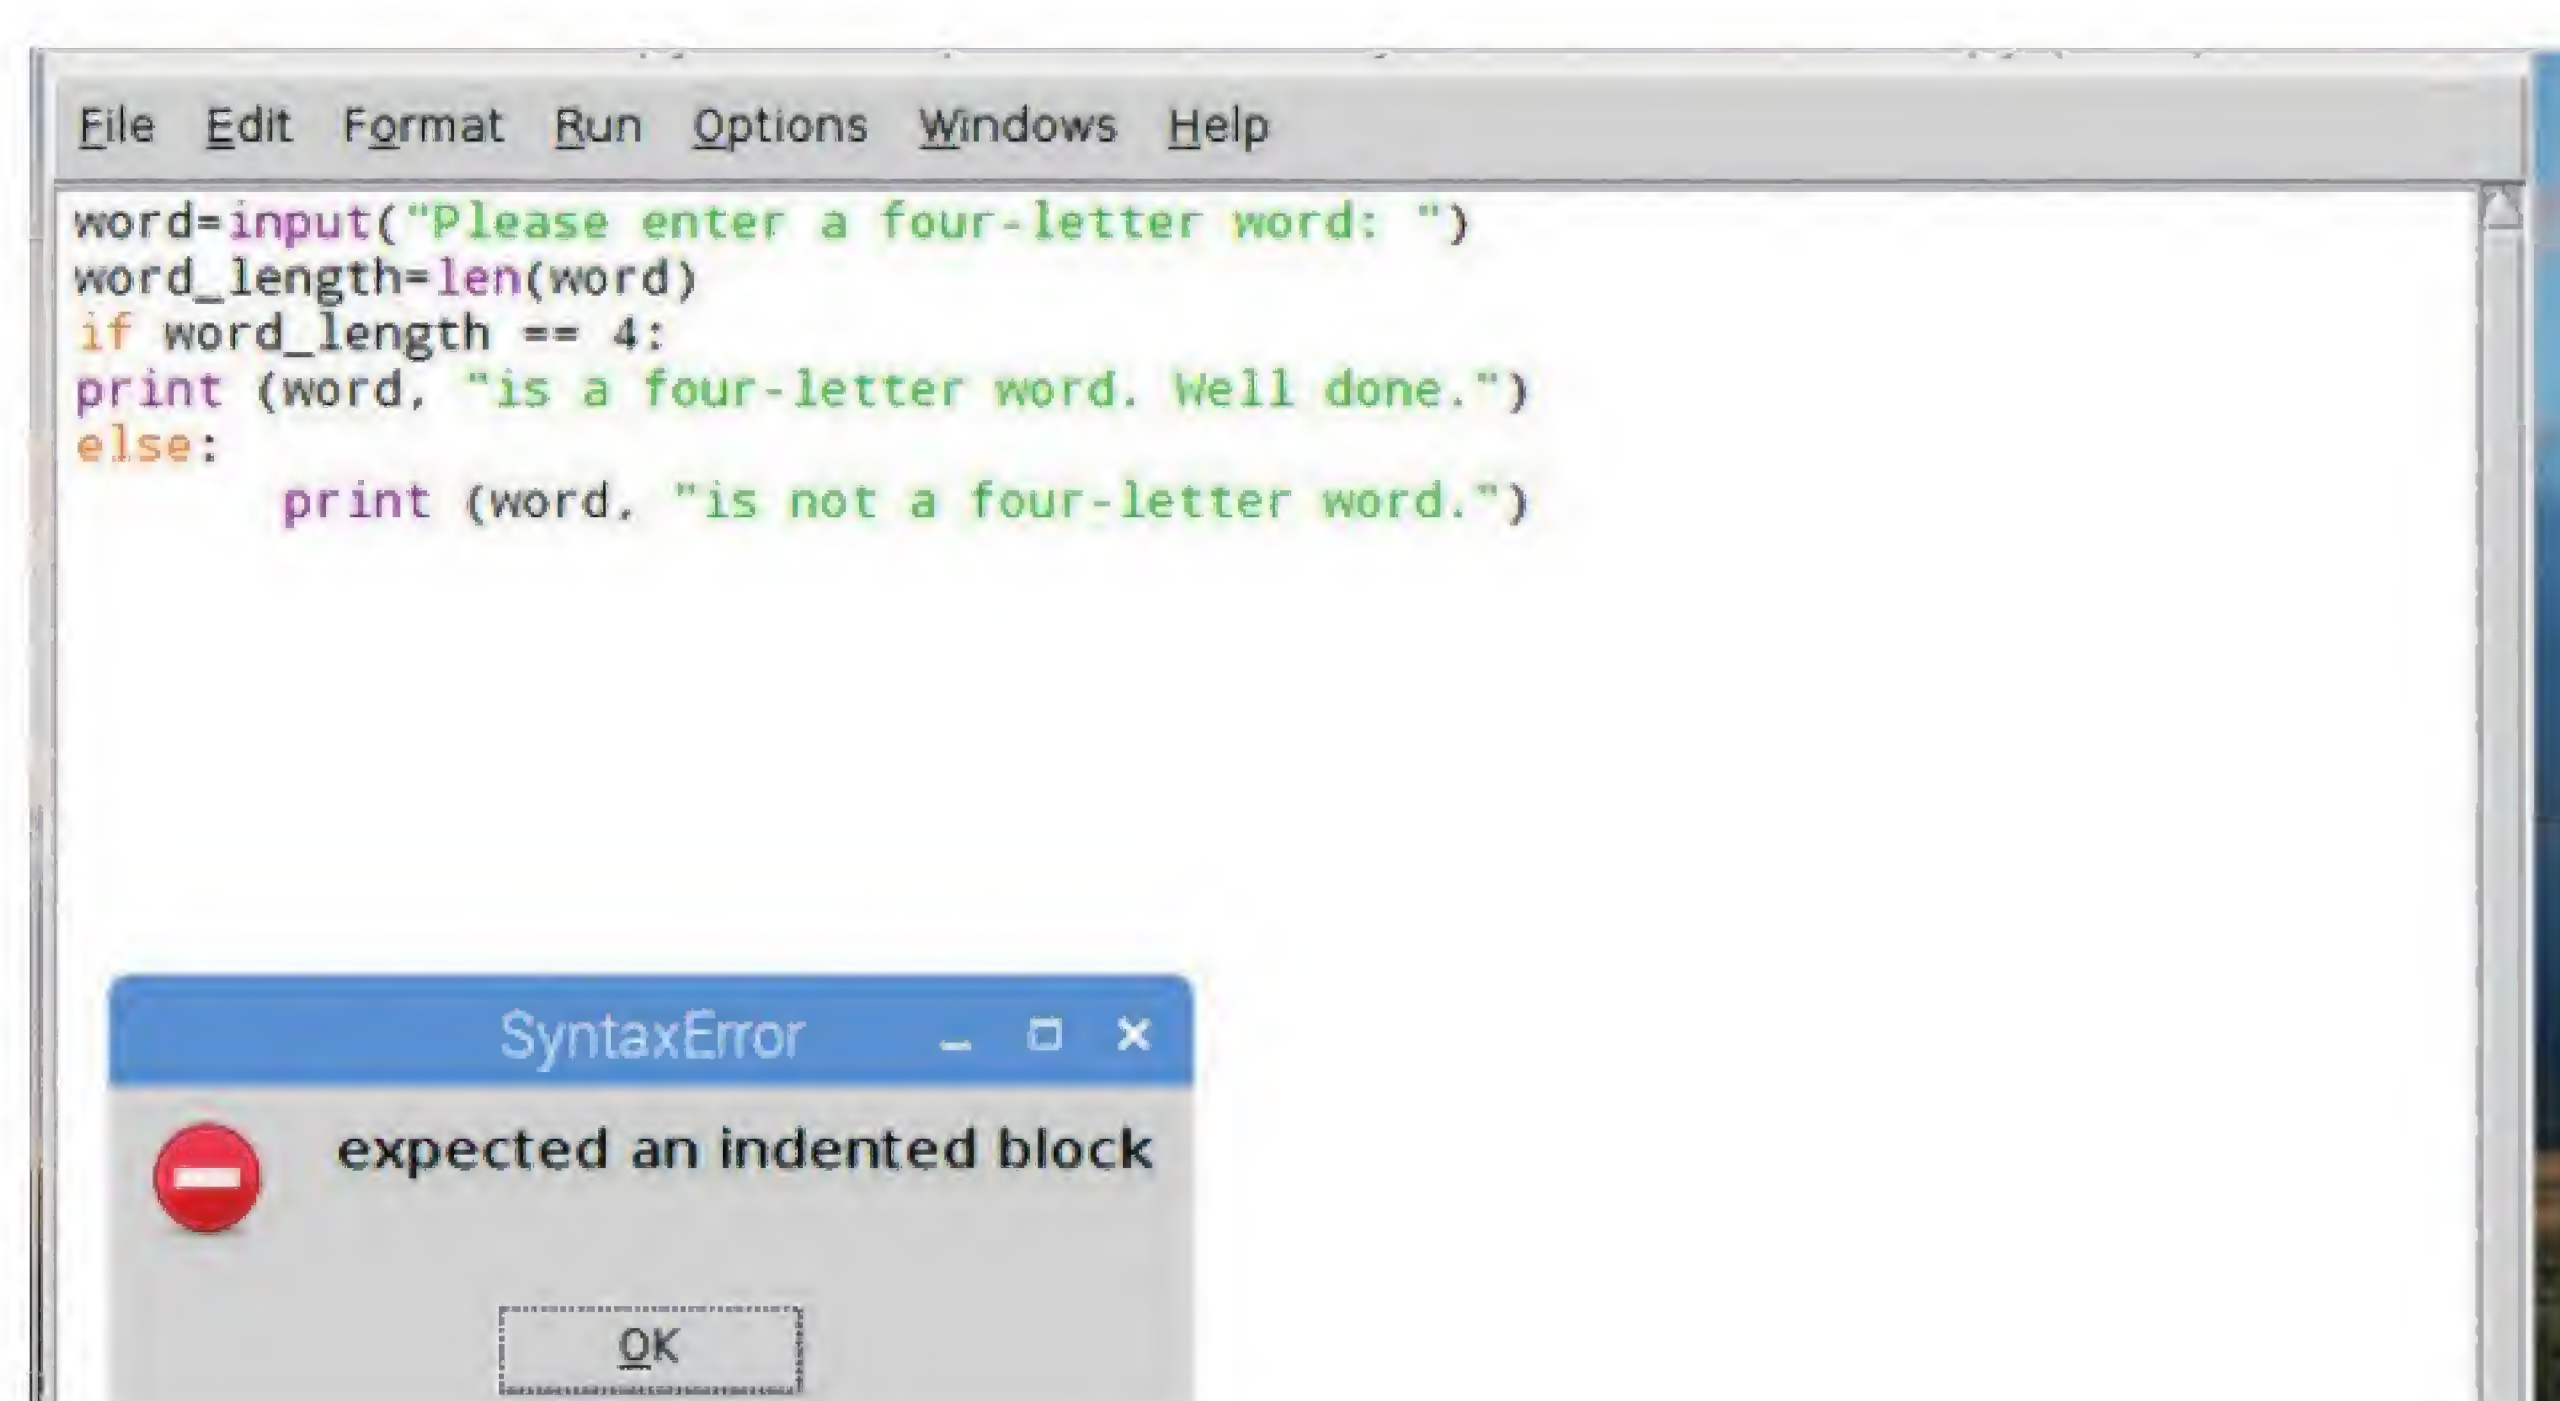 File Edit Format Run Options Windows Help
word=input("Please enter a four-letter word: ")
word_length=len(word)
if word_length == 4:
print (word, "is a four-letter word. Well done.")
else:
        print (word, "is not a four-letter word.")
SyntaxError
expected an indented block
OK